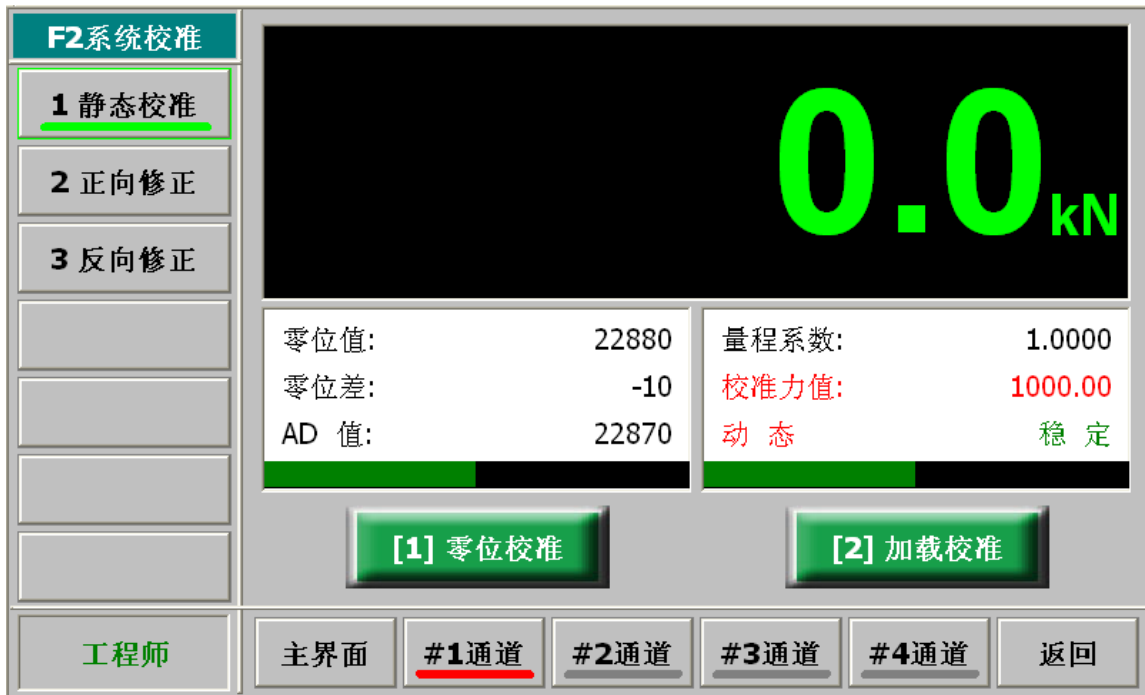 F2系统校准
1 静态校准
2 正向修正
3 反向修正
工程师
0.0 kN
零位值: 22880
零位差: -10
AD 值: 22870
量程系数: 1.0000
校准力值: 1000.00
动 态 稳 定
[1] 零位校准
[2] 加载校准
主界面
#1通道
#2通道
#3通道
#4通道
返回